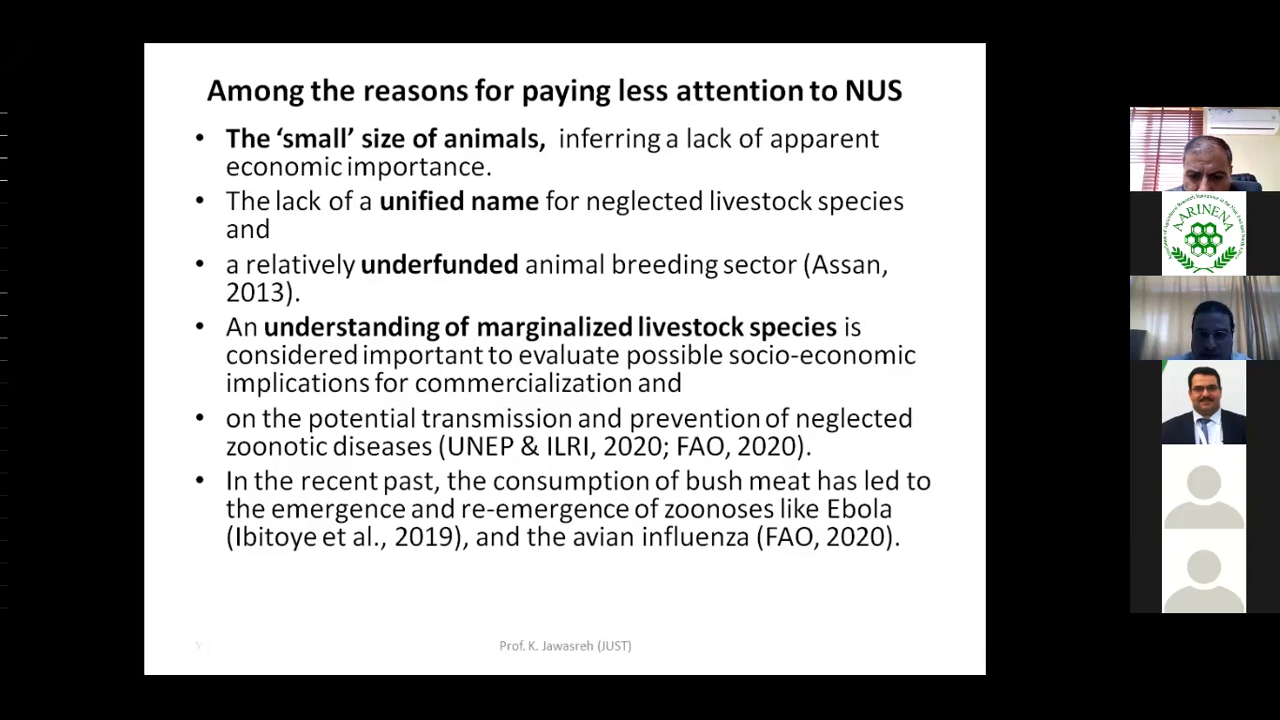 Among the reasons for paying less attention to NUS
• The ‘small’ size of animals, inferring a lack of apparent
economic importance.
• The lack of a unified name for neglected livestock species
and
• a relatively underfunded animal breeding sector (Assan,
2013).
• An understanding of marginalized livestock species is
considered important to evaluate possible socio-economic
implications for commercialization and
• on the potential transmission and prevention of neglected
zoonotic diseases (UNEP & ILRI, 2020; FAO, 2020).
• In the recent past, the consumption of bush meat has led to
the emergence and re-emergence of zoonoses like Ebola
(Ibitoye et al., 2019), and the avian influenza (FAO, 2020).
Prof. K. Jawasreh (JUST)
AARINENA